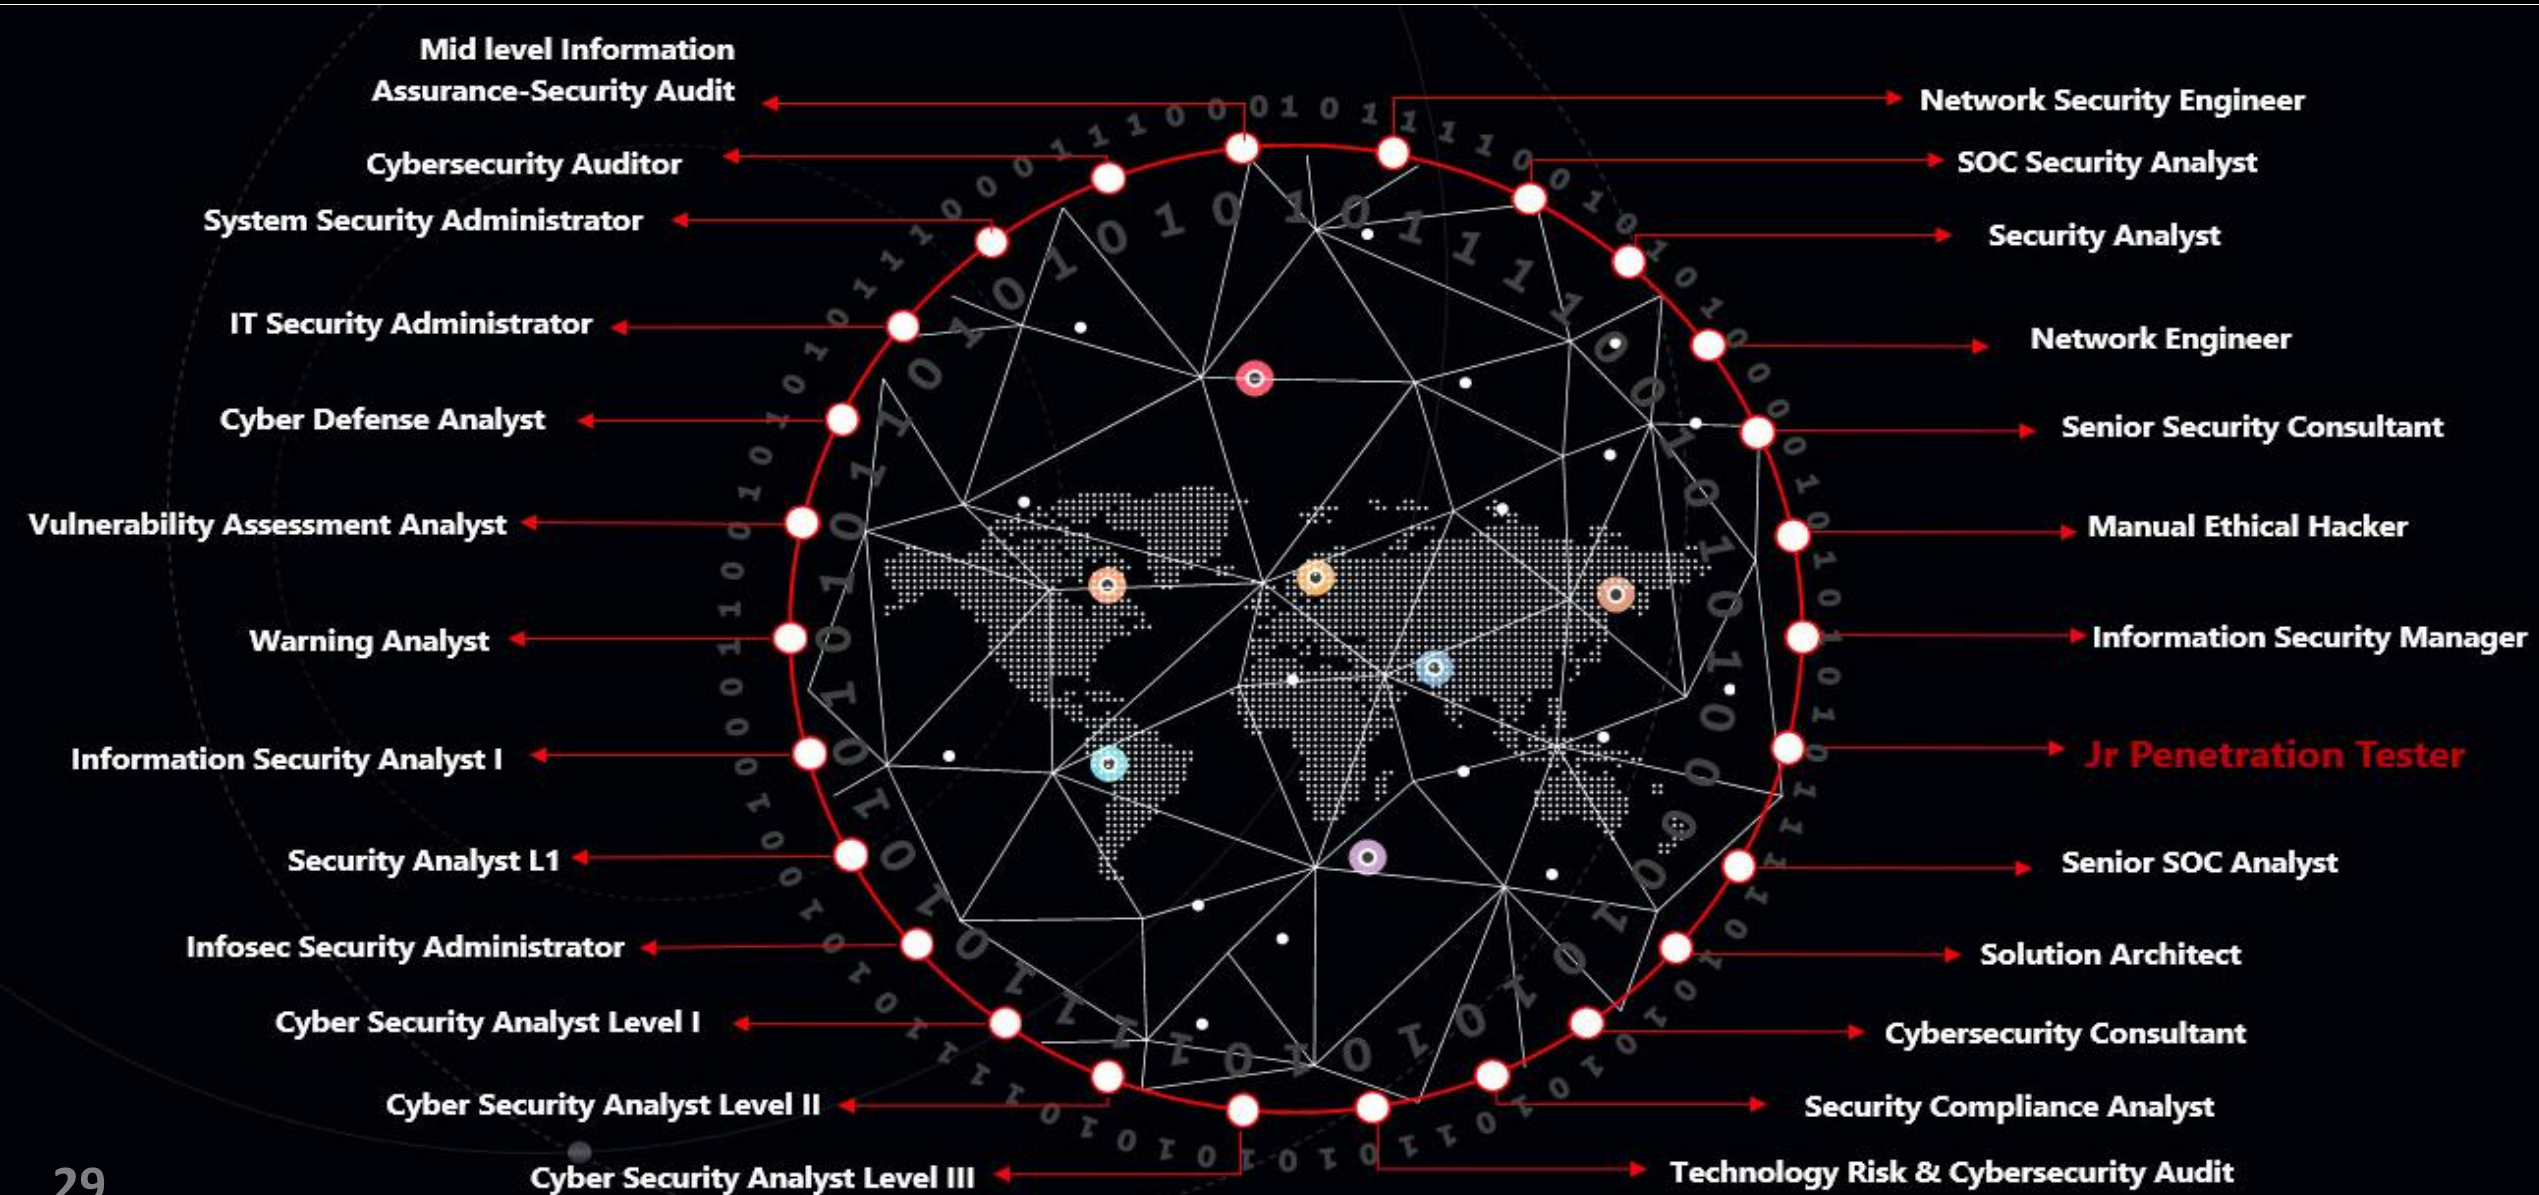 Mid level Information
Assurance-Security Audit
Cybersecurity Auditor
System Security Administrator
IT Security Administrator
Cyber Defense Analyst
Vulnerability Assessment Analyst
Warning Analyst
Information Security Analyst I
Security Analyst L1
Infosec Security Administrator
Cyber Security Analyst Level I
Cyber Security Analyst Level II
Cyber Security Analyst Level III
Network Security Engineer
SOC Security Analyst
Security Analyst
Network Engineer
Senior Security Consultant
Manual Ethical Hacker
Information Security Manager
Jr Penetration Tester
Senior SOC Analyst
Solution Architect
Cybersecurity Consultant
Security Compliance Analyst
Technology Risk & Cybersecurity Audit
29